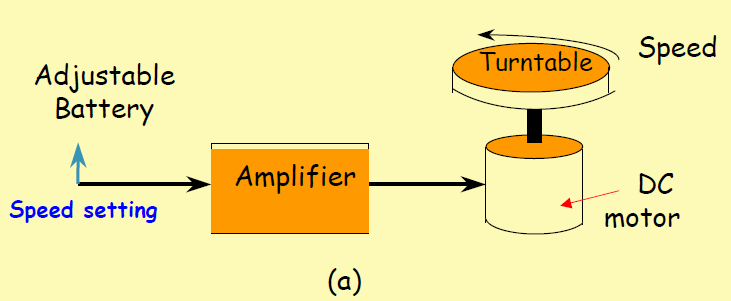 Adjustable
Battery
Speed setting
Amplifier
Turntable
Speed
DC
motor
(a)